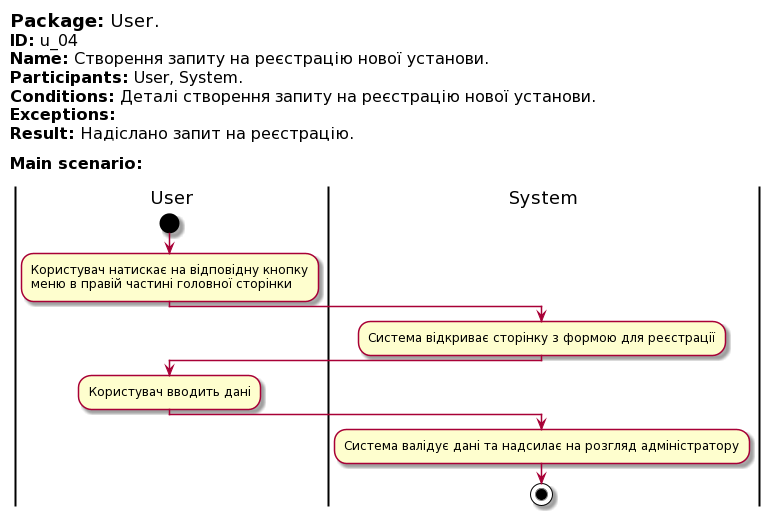 Package: User.
ID: u_04
Name: Створення запиту на реєстрацію нової установи.
Participants: User, System.
Conditions: Деталі створення запиту на реєстрацію нової установи.
Exceptions:
Result: Надіслано запит на реєстрацію.
Main scenario:
User
System
Користувач натискає на відповідну кнопку
меню в правій частині головної сторінки
Система відкриває сторінку з формою для реєстрації
Користувач вводить дані
Система валідує дані та надсилає на розгляд адміністратору